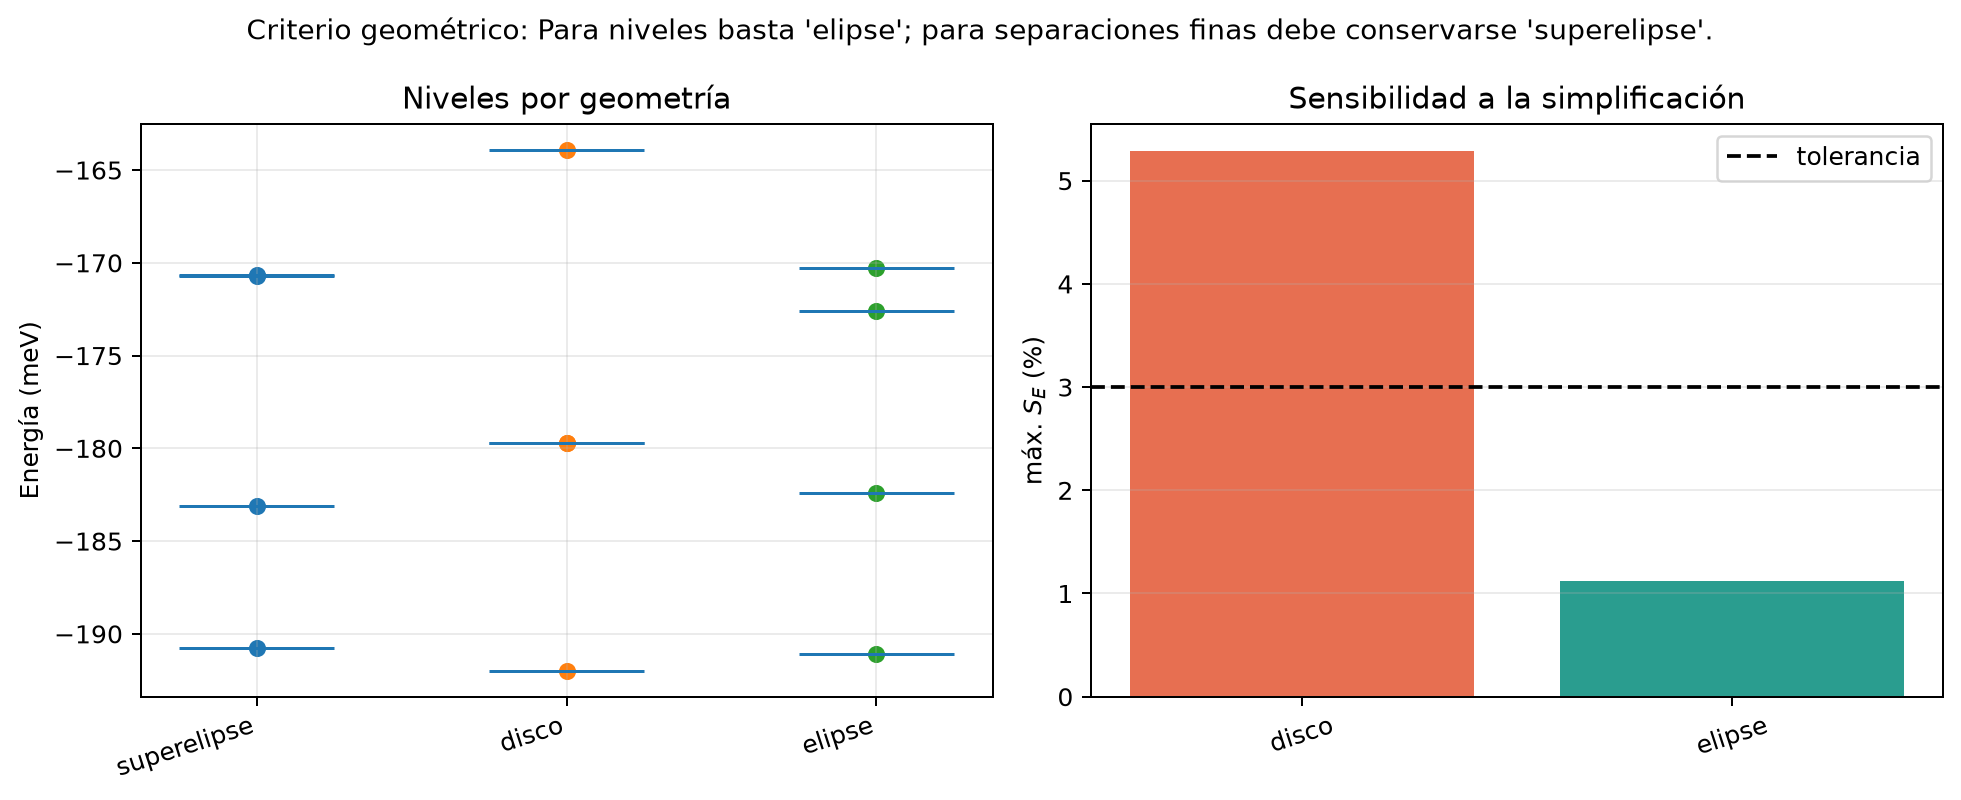 Criterio geométrico: Para niveles basta 'elipse'; para separaciones finas debe conservarse 'superelipse'.
Niveles por geometría
Energía (meV)
−165
−170
−175
−180
−185
−190
superelipse
disco
elipse
Sensibilidad a la simplificación
máx. S_E (%)
5
4
3
2
1
0
tolerancia
disco
elipse